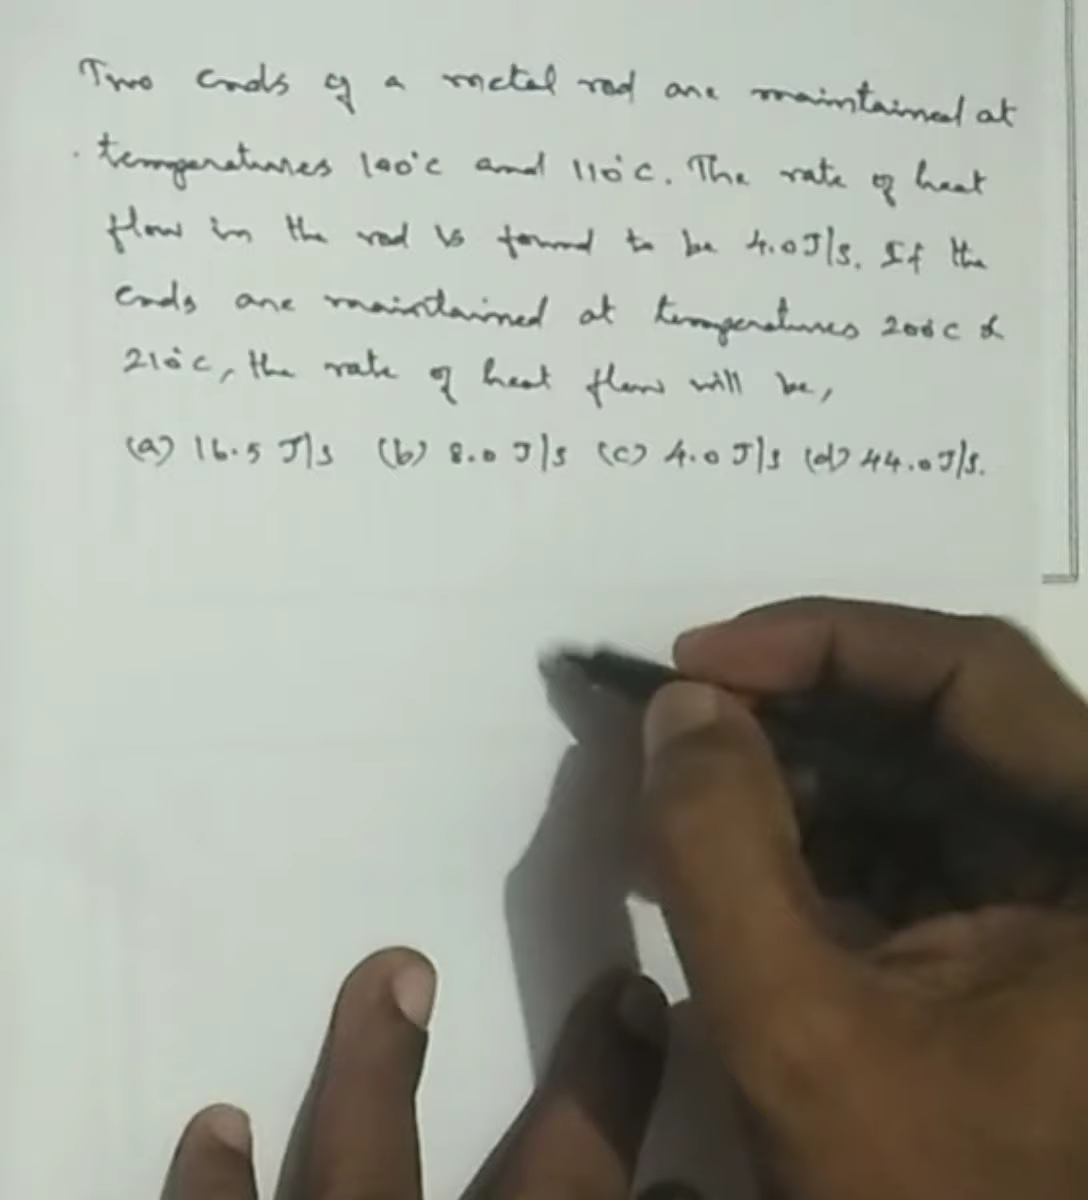 Two ends of a metal rod are maintained at
temperatures 100°C and 110°C. The rate of heat
flow in the rod is found to be 4.0 J/s. If the
ends are maintained at temperatures 200°C &
210°C, the rate of heat flow will be,
(a) 16.5 J/s (b) 8.0 J/s (c) 4.0 J/s (d) 44.0 J/s.